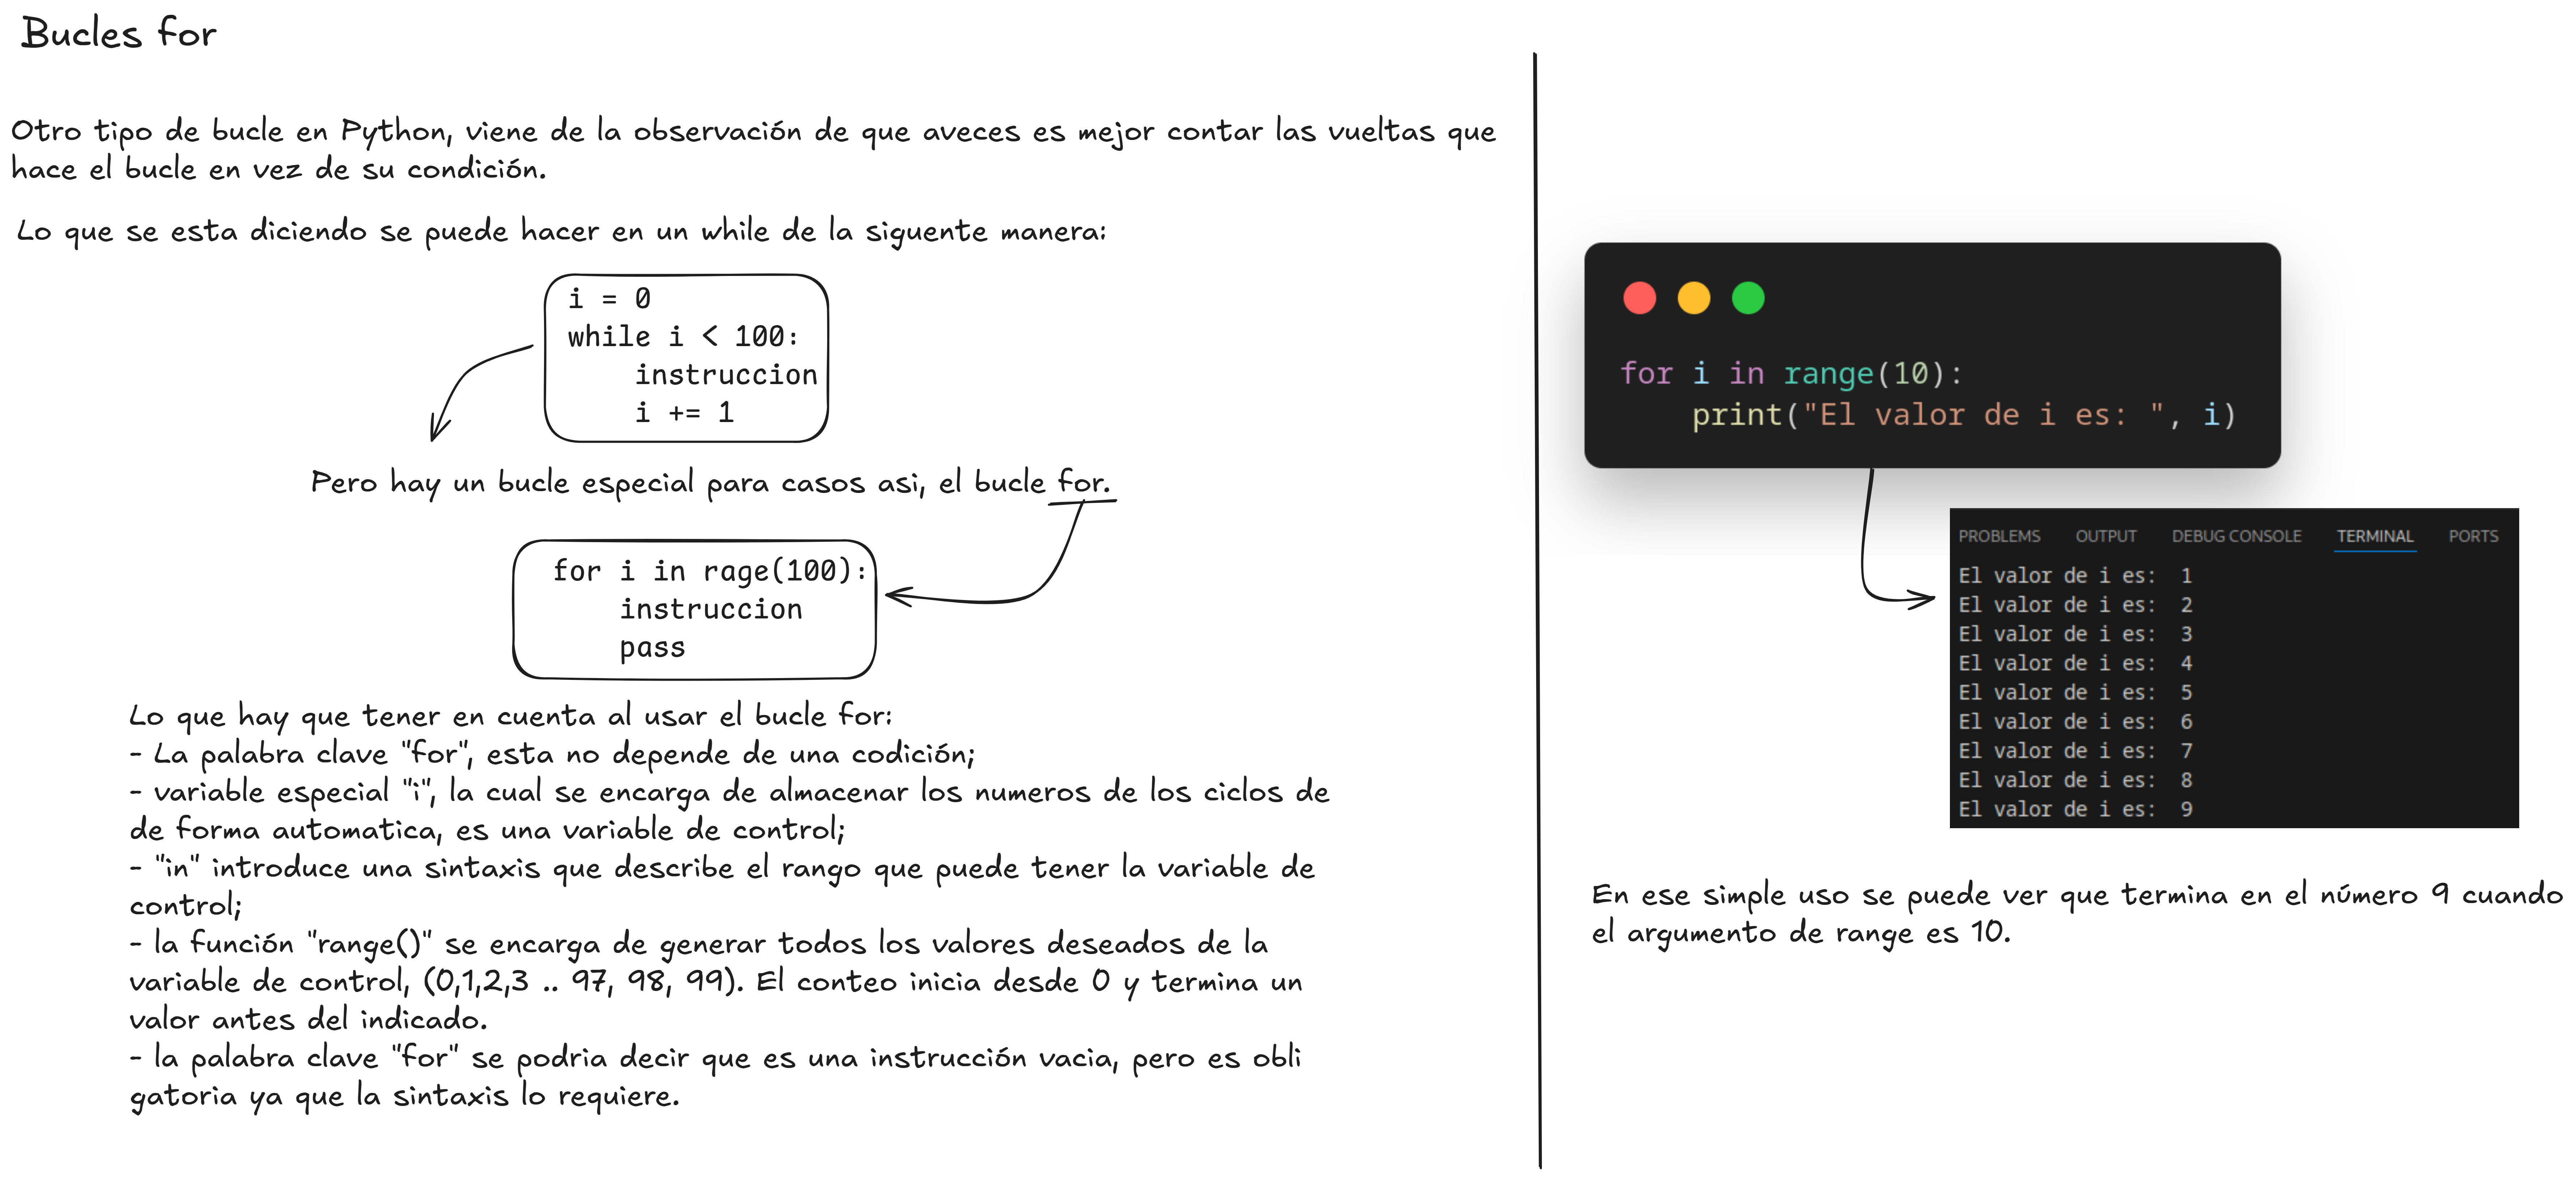 Bucles for
Otro tipo de bucle en Python, viene de la observación de que aveces es mejor contar las vueltas que
hace el bucle en vez de su condición.
Lo que se esta diciendo se puede hacer en un while de la siguente manera:
i = 0
while i < 100:
    instruccion
    i += 1
Pero hay un bucle especial para casos asi, el bucle for.
for i in rage(100):
    instruccion
    pass
Lo que hay que tener en cuenta al usar el bucle for:
- La palabra clave "for", esta no depende de una codición;
- variable especial "i", la cual se encarga de almacenar los numeros de los ciclos de
de forma automatica, es una variable de control;
- "in" introduce una sintaxis que describe el rango que puede tener la variable de
control;
- la función "range()" se encarga de generar todos los valores deseados de la
variable de control, (0,1,2,3 .. 97, 98, 99). El conteo inicia desde 0 y termina un
valor antes del indicado.
- la palabra clave "for" se podria decir que es una instrucción vacia, pero es obli
gatoria ya que la sintaxis lo requiere.
for i in range(10):
    print("El valor de i es: ", i)
PROBLEMS OUTPUT DEBUG CONSOLE TERMINAL PORTS
El valor de i es:  1
El valor de i es:  2
El valor de i es:  3
El valor de i es:  4
El valor de i es:  5
El valor de i es:  6
El valor de i es:  7
El valor de i es:  8
El valor de i es:  9
En ese simple uso se puede ver que termina en el número 9 cuando
el argumento de range es 10.